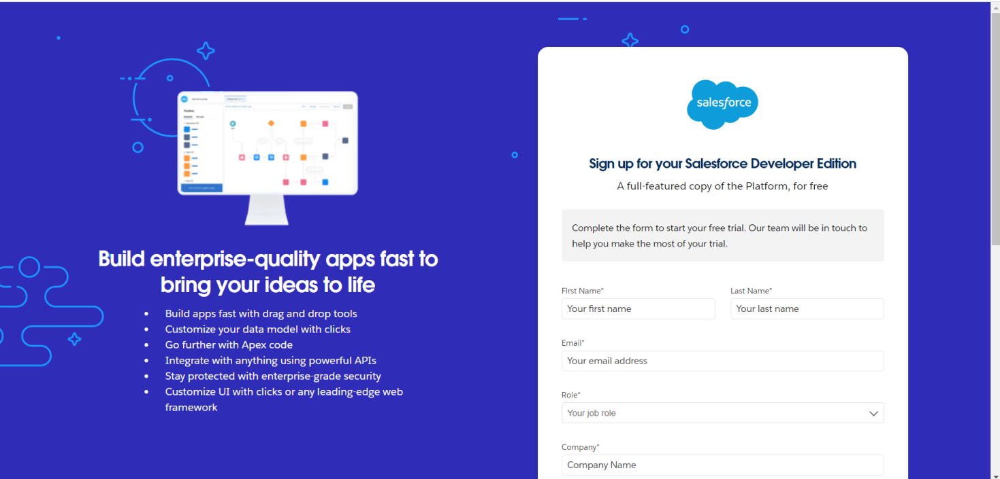 Build enterprise-quality apps fast to
bring your ideas to life
• Build apps fast with drag and drop tools
• Customize your data model with clicks
• Go further with Apex code
• Integrate with anything using powerful APIs
• Stay protected with enterprise-grade security
• Customize UI with clicks or any leading-edge web
framework
salesforce
Sign up for your Salesforce Developer Edition
A full-featured copy of the Platform, for free
Complete the form to start your free trial. Our team will be in touch to
help you make the most of your trial.
First Name* Last Name*
Your first name Your last name
Email*
Your email address
Role*
Your job role
Company*
Company Name